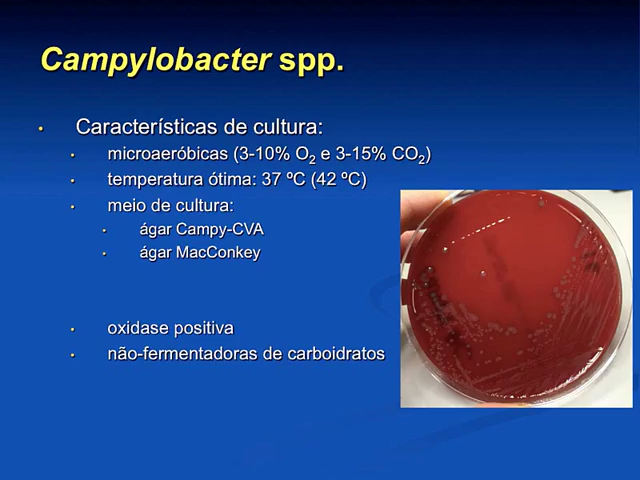 Campylobacter spp.
• Características de cultura:
• microaeróbicas (3-10% O₂ e 3-15% CO₂)
• temperatura ótima: 37 ºC (42 ºC)
• meio de cultura:
• ágar Campy-CVA
• ágar MacConkey
• oxidase positiva
• não-fermentadoras de carboidratos